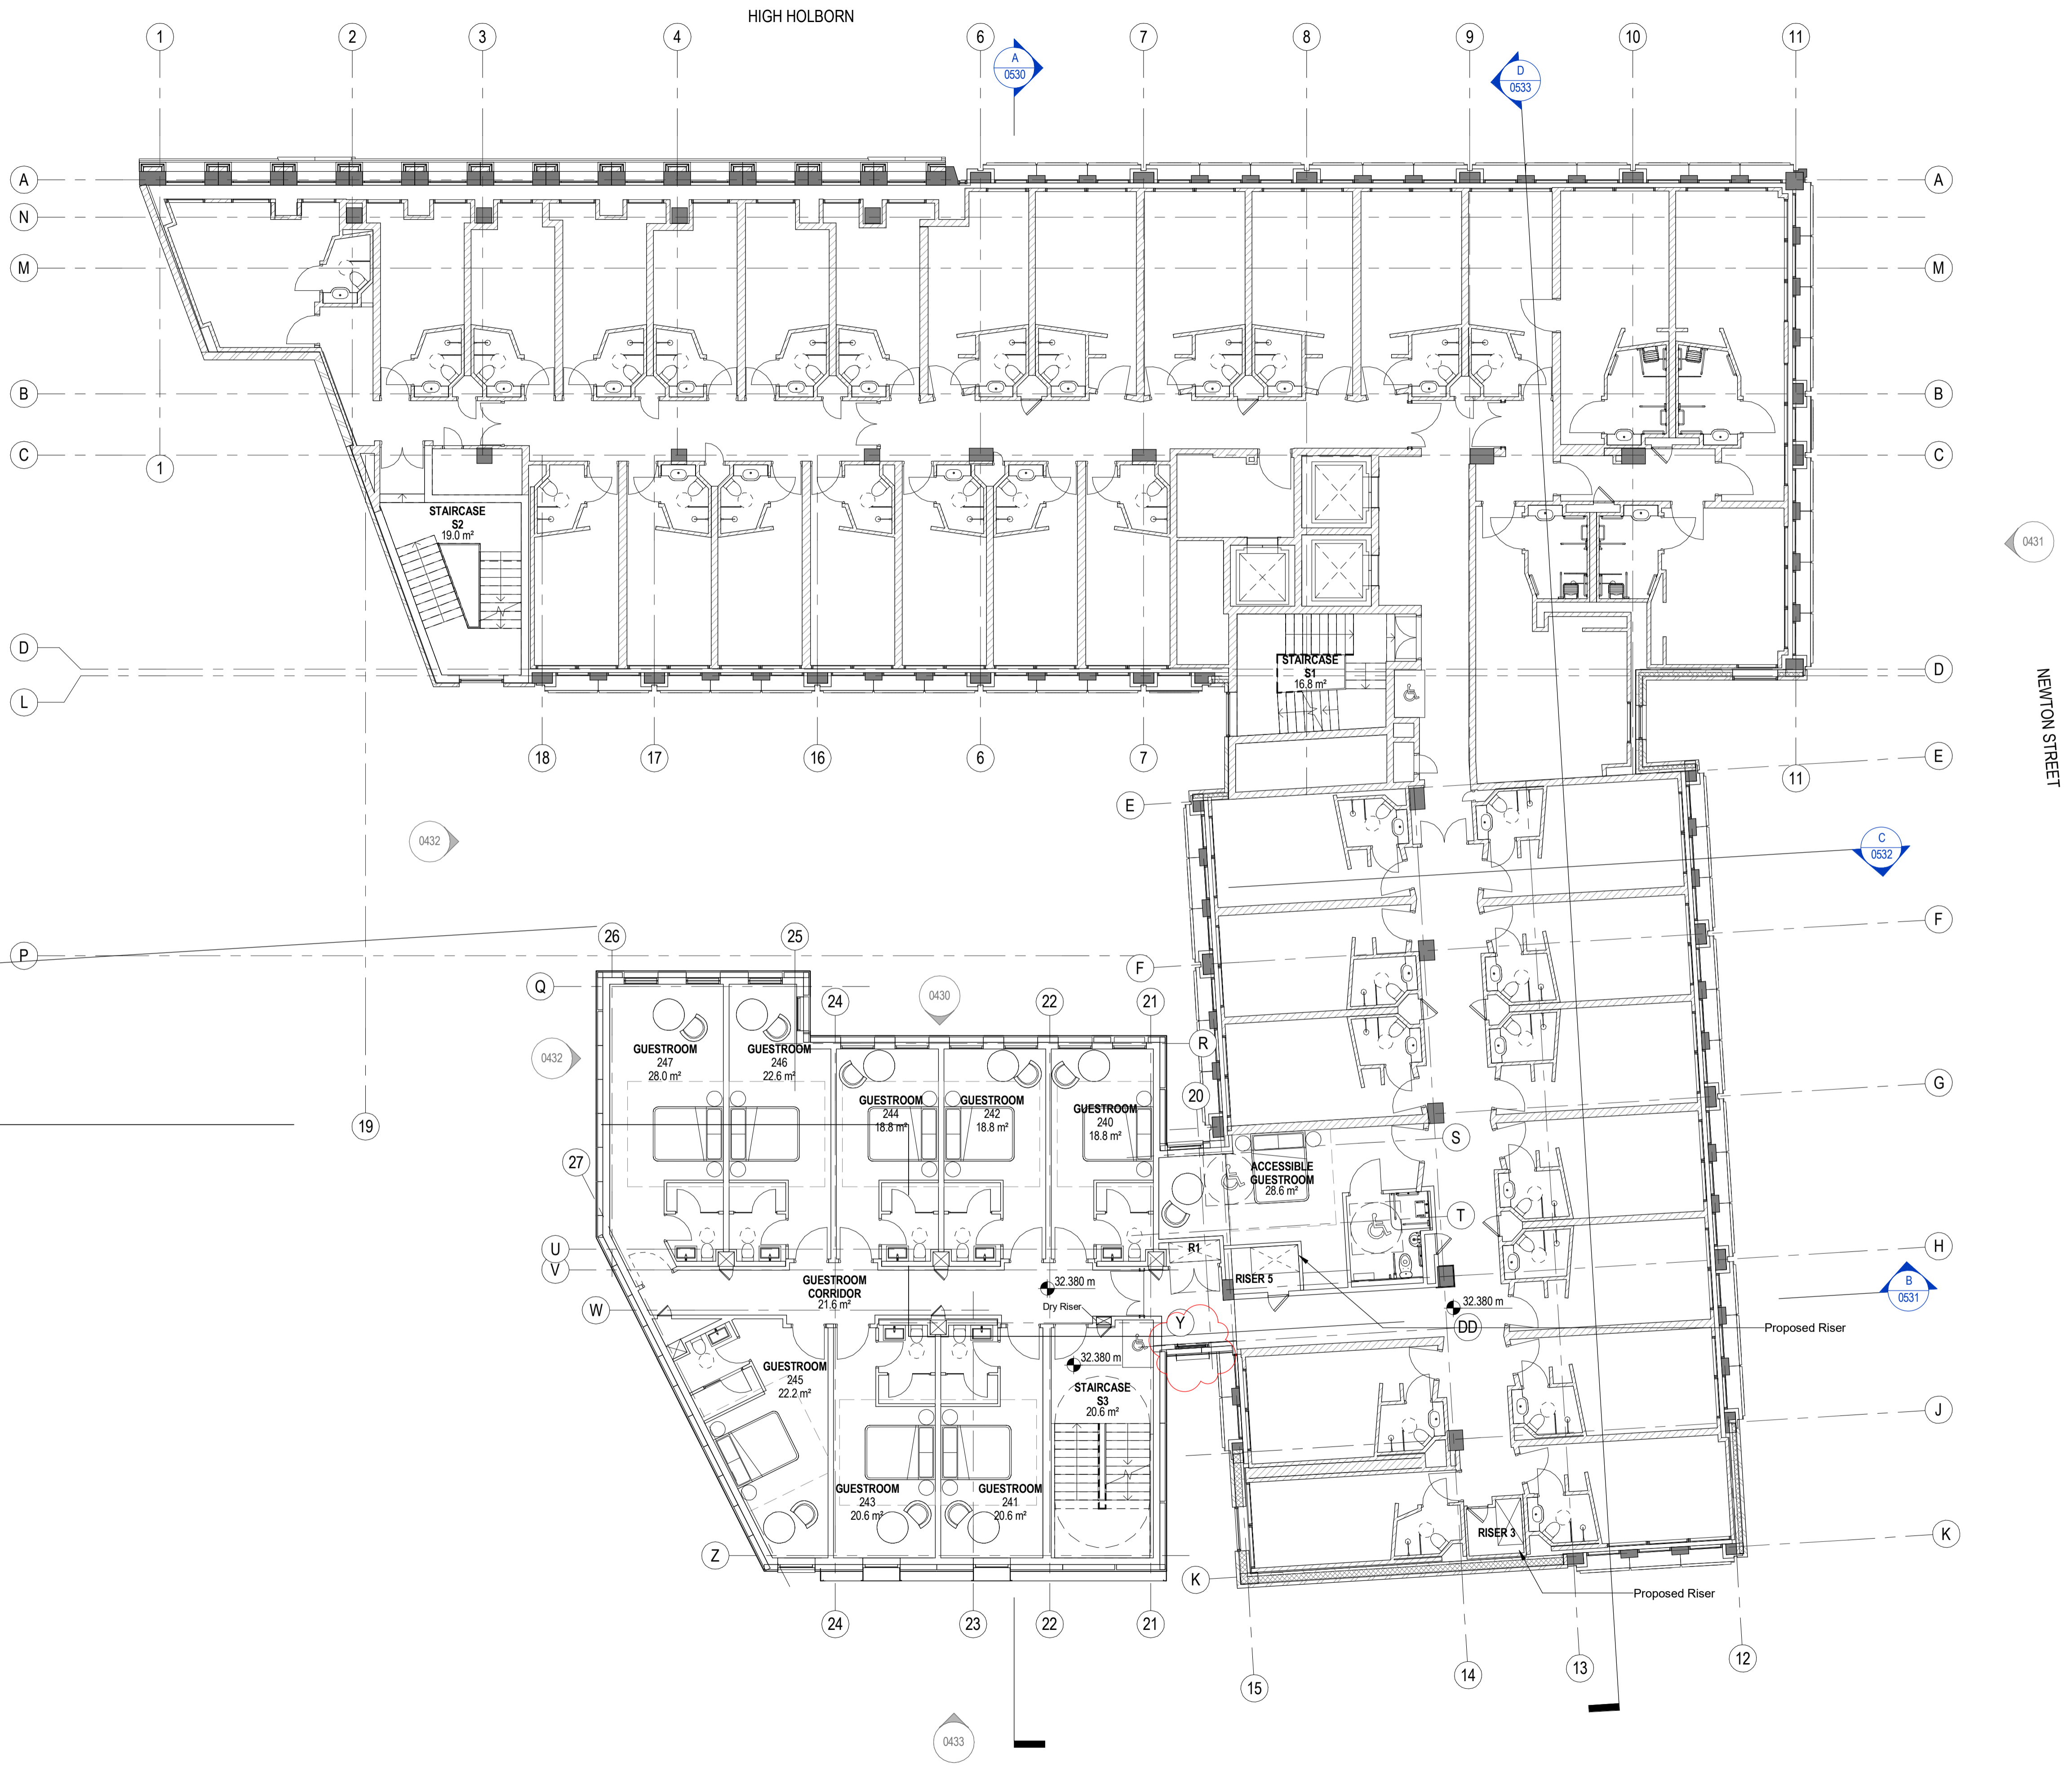 HIGH HOLBORN
1
2
3
4
6
7
8
9
10
11
A
0530
D
0533
A
A
N
M
M
B
B
C
C
1
STAIRCASE
S2
19.0 m²
0431
D
L
D
STAIRCASE
S1
16.8 m²
NEWTON STREET
18
17
16
6
7
11
E
E
0432
C
0532
26
25
F
F
P
Q
24
0430
22
21
R
0432
GUESTROOM
247
28.0 m²
GUESTROOM
246
22.6 m²
GUESTROOM
244
18.8 m²
GUESTROOM
242
18.8 m²
GUESTROOM
240
18.8 m²
20
G
19
S
27
ACCESSIBLE
GUESTROOM
28.6 m²
T
U
V
R1
H
GUESTROOM
CORRIDOR
21.6 m²
32.380 m
RISER 5
B
0531
W
Dry Riser
Y
32.380 m
DD
Proposed Riser
32.380 m
GUESTROOM
245
22.2 m²
STAIRCASE
S3
20.6 m²
J
GUESTROOM
243
20.6 m²
GUESTROOM
241
20.6 m²
RISER 3
K
Z
K
Proposed Riser
24
23
22
21
15
14
13
12
0433